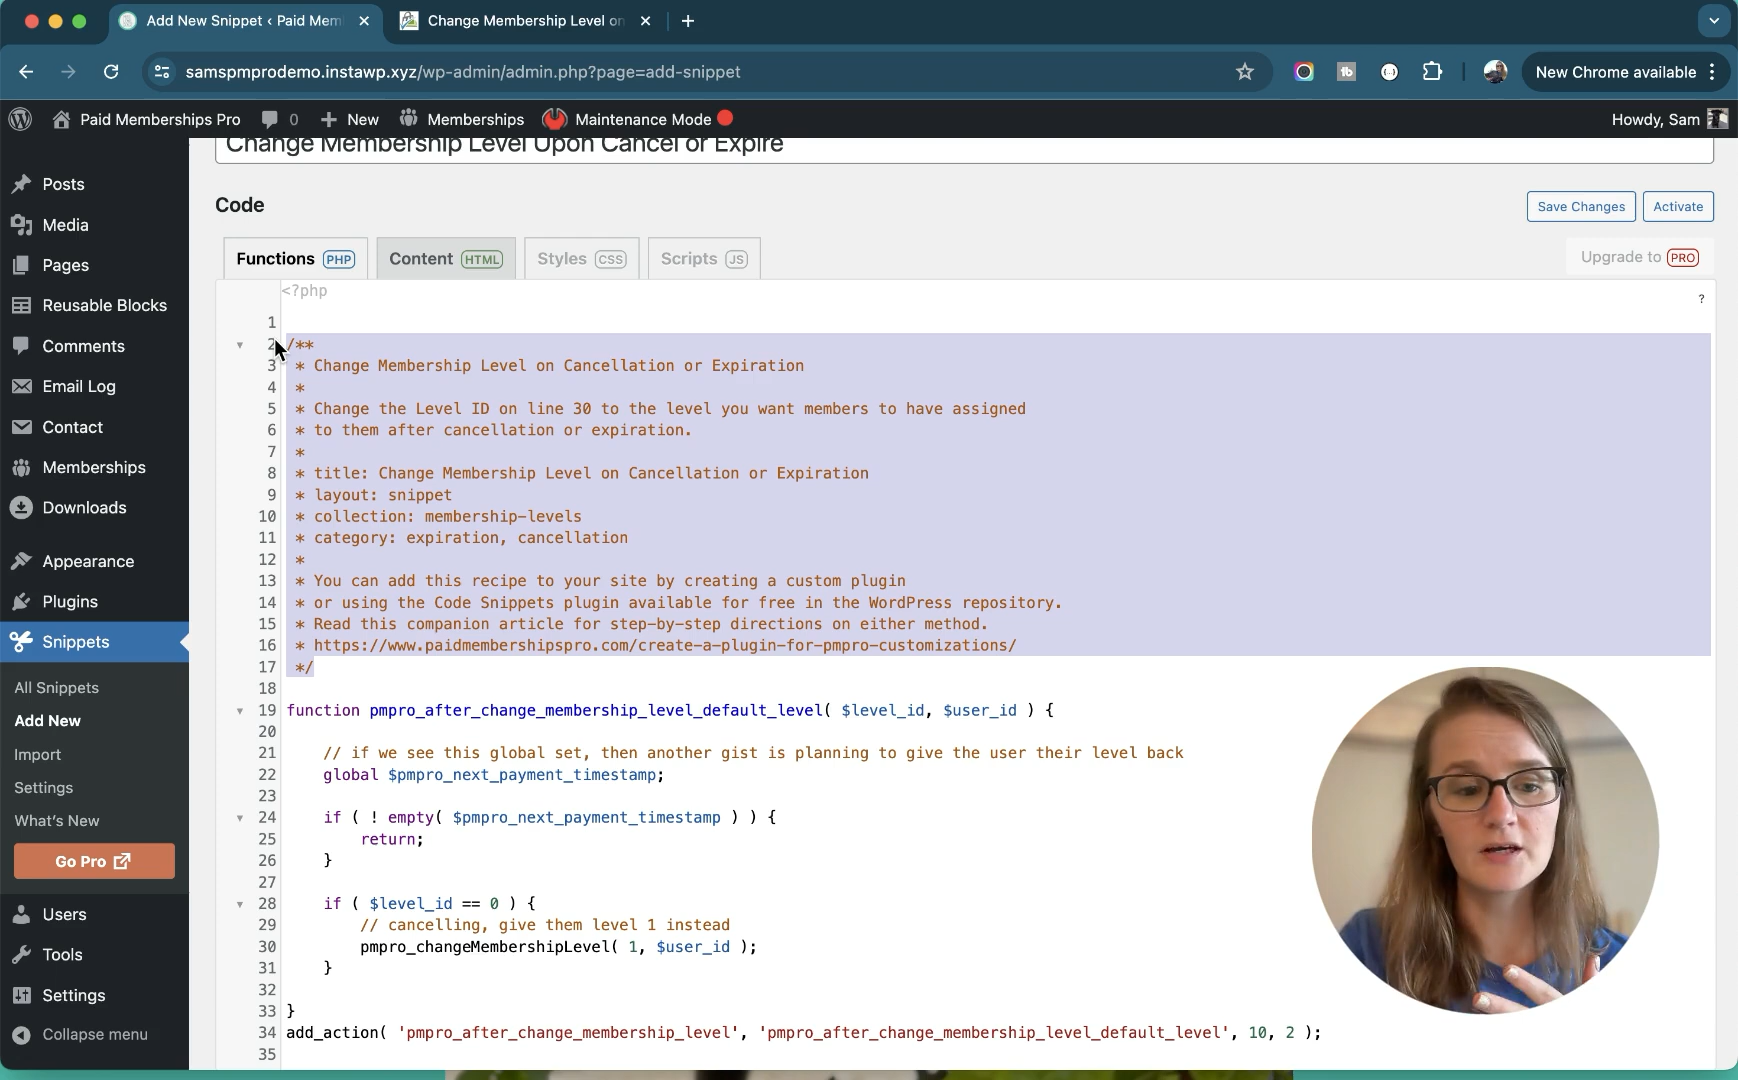 Add New Snippet ‹ Paid Mem
Change Membership Level on
samspmprodemo.instawp.xyz/wp-admin/admin.php?page=add-snippet
New Chrome available
Paid Memberships Pro
0
New
Memberships
Maintenance Mode
Howdy, Sam
Change Membership Level Upon Cancel or Expire
Posts
Media
Pages
Reusable Blocks
Comments
Email Log
Contact
Memberships
Downloads
Appearance
Plugins
Snippets
All Snippets
Add New
Import
Settings
What's New
Go Pro
Users
Tools
Settings
Collapse menu
Code
Save Changes
Activate
Functions PHP
Content HTML
Styles CSS
Scripts JS
Upgrade to PRO
<?php
?
1
2 /**
3 * Change Membership Level on Cancellation or Expiration
4 *
5 * Change the Level ID on line 30 to the level you want members to have assigned
6 * to them after cancellation or expiration.
7 *
8 * title: Change Membership Level on Cancellation or Expiration
9 * layout: snippet
10 * collection: membership-levels
11 * category: expiration, cancellation
12 *
13 * You can add this recipe to your site by creating a custom plugin
14 * or using the Code Snippets plugin available for free in the WordPress repository.
15 * Read this companion article for step-by-step directions on either method.
16 * https://www.paidmembershipspro.com/create-a-plugin-for-pmpro-customizations/
17 */
18
19 function pmpro_after_change_membership_level_default_level( $level_id, $user_id ) {
20
21 // if we see this global set, then another gist is planning to give the user their level back
22 global $pmpro_next_payment_timestamp;
23
24 if ( ! empty( $pmpro_next_payment_timestamp ) ) {
25 return;
26 }
27
28 if ( $level_id == 0 ) {
29 // cancelling, give them level 1 instead
30 pmpro_changeMembershipLevel( 1, $user_id );
31 }
32
33 }
34 add_action( 'pmpro_after_change_membership_level', 'pmpro_after_change_membership_level_default_level', 10, 2 );
35